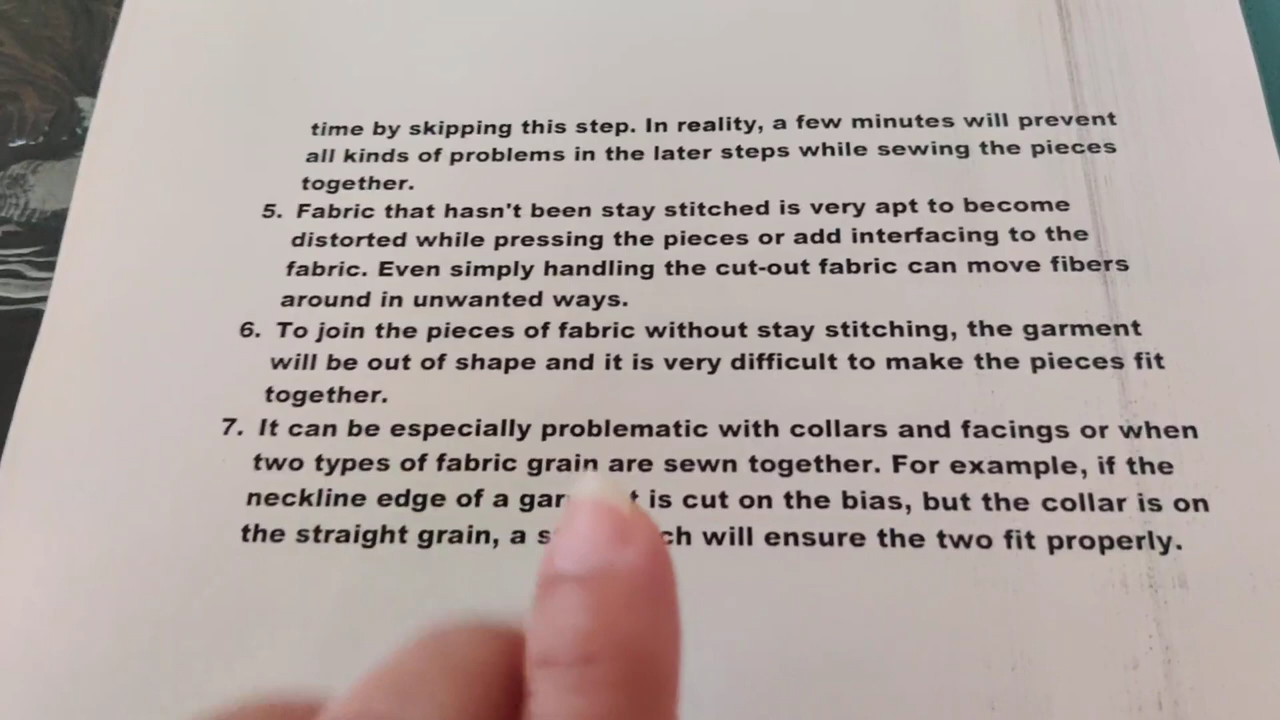 time by skipping this step. In reality, a few minutes will prevent
all kinds of problems in the later steps while sewing the pieces
together.
5. Fabric that hasn't been stay stitched is very apt to become
distorted while pressing the pieces or add interfacing to the
fabric. Even simply handling the cut-out fabric can move fibers
around in unwanted ways.
6. To join the pieces of fabric without stay stitching, the garment
will be out of shape and it is very difficult to make the pieces fit
together.
7. It can be especially problematic with collars and facings or when
two types of fabric grain are sewn together. For example, if the
neckline edge of a is cut on the bias, but the collar is on
the straight grain, a will ensure the two fit properly.